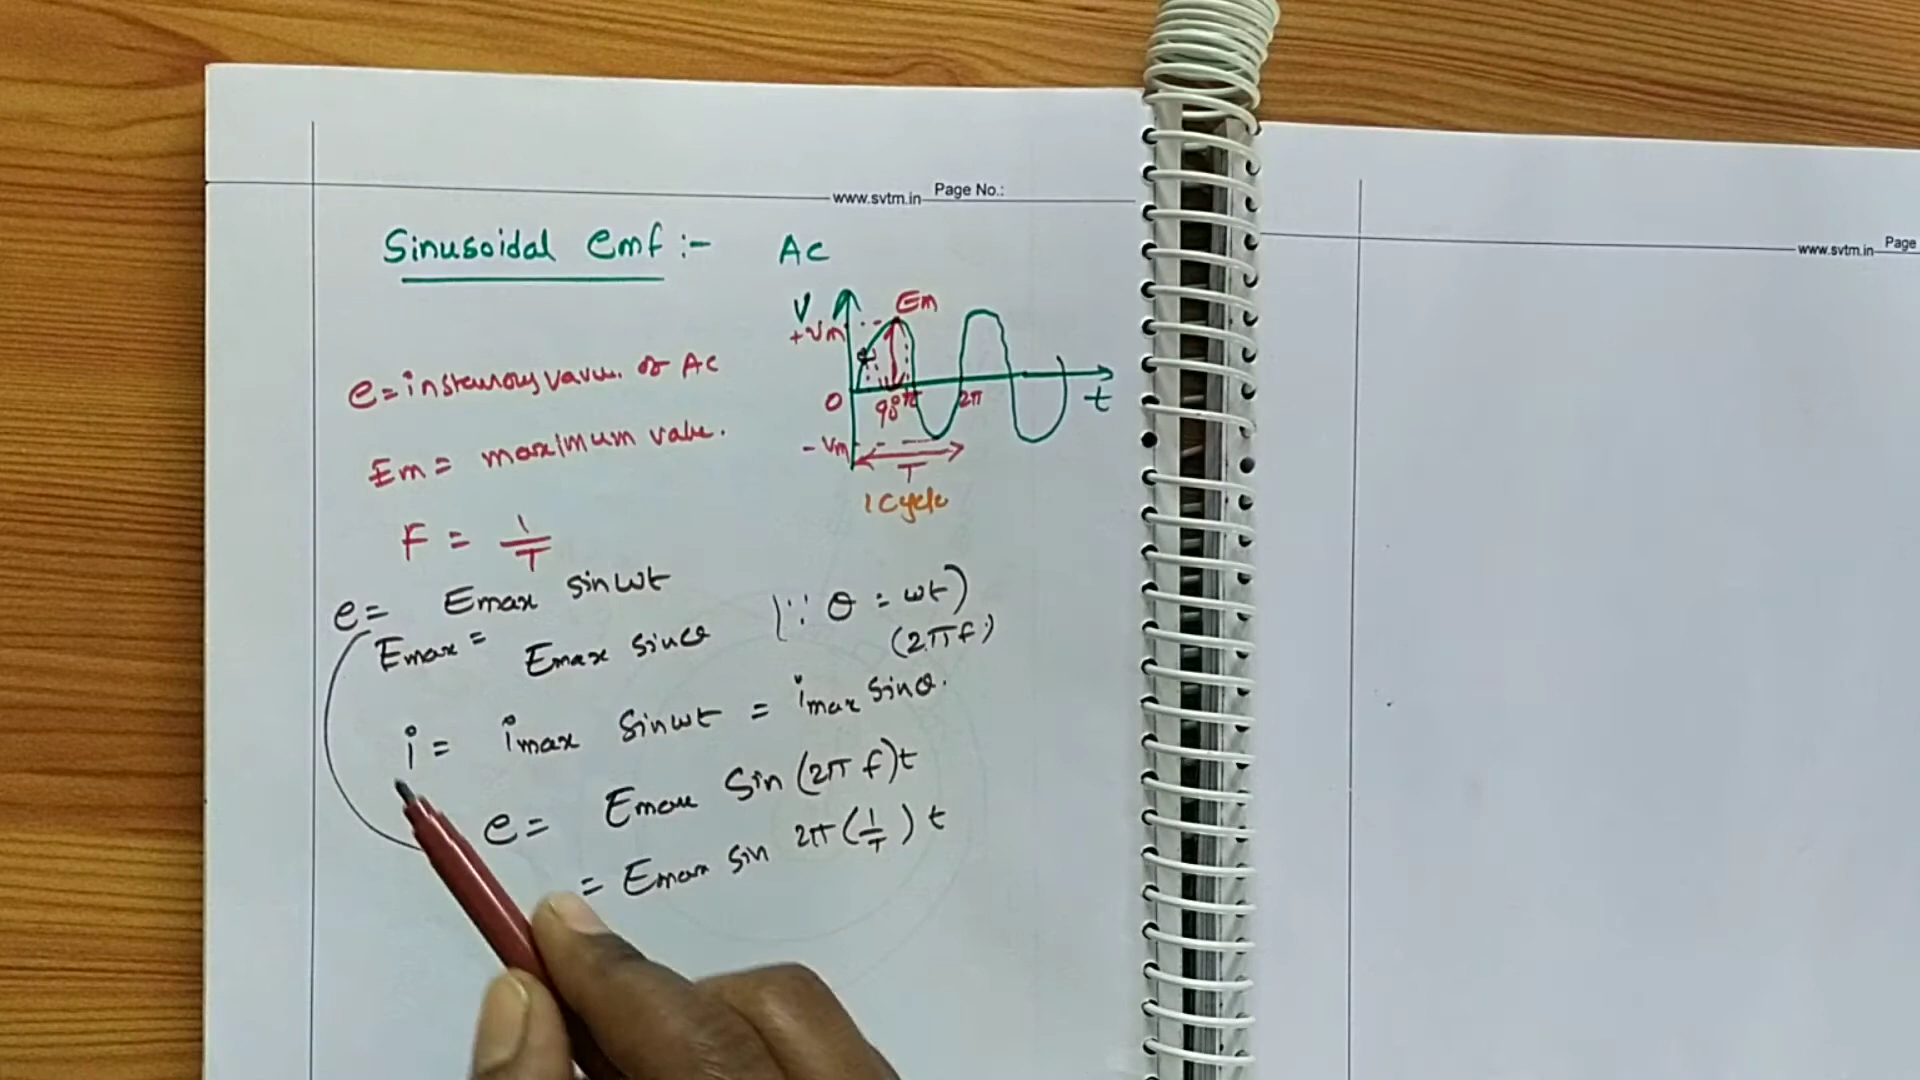 www.svtm.in Page No.:
Sinusoidal emf :- AC
V
Em
+Vm
e
e = instenrous value of AC
0 90° π 2π t
Em = maximum value.
-Vm
T
1 Cycle
F = 1/T
e = Emax sinωt
Emax = Emax sinθ (∵ θ = ωt)
(2πf)
i = imax sinωt = imax sinθ.
e = Emax Sin (2π f)t
= Emax sin 2π (1/T) t
www.svtm.in Page